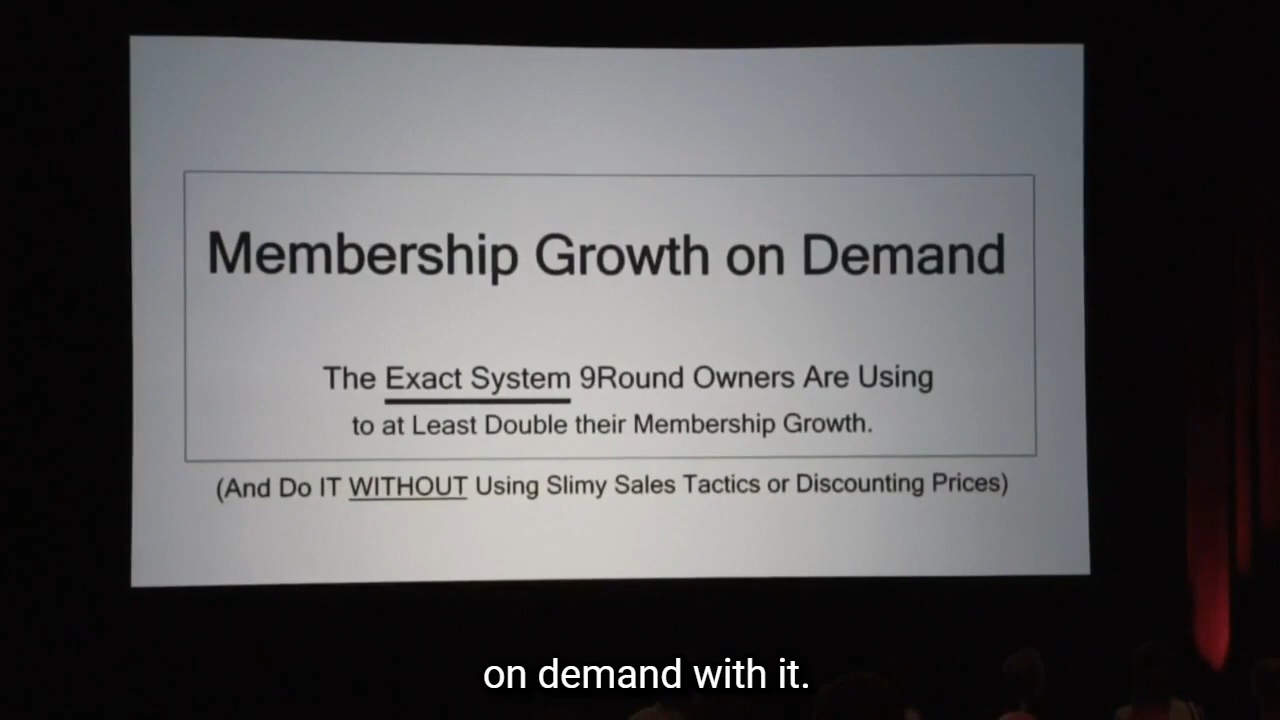 Membership Growth on Demand
The Exact System 9Round Owners Are Using
to at Least Double their Membership Growth.
(And Do IT WITHOUT Using Slimy Sales Tactics or Discounting Prices)
on demand with it.